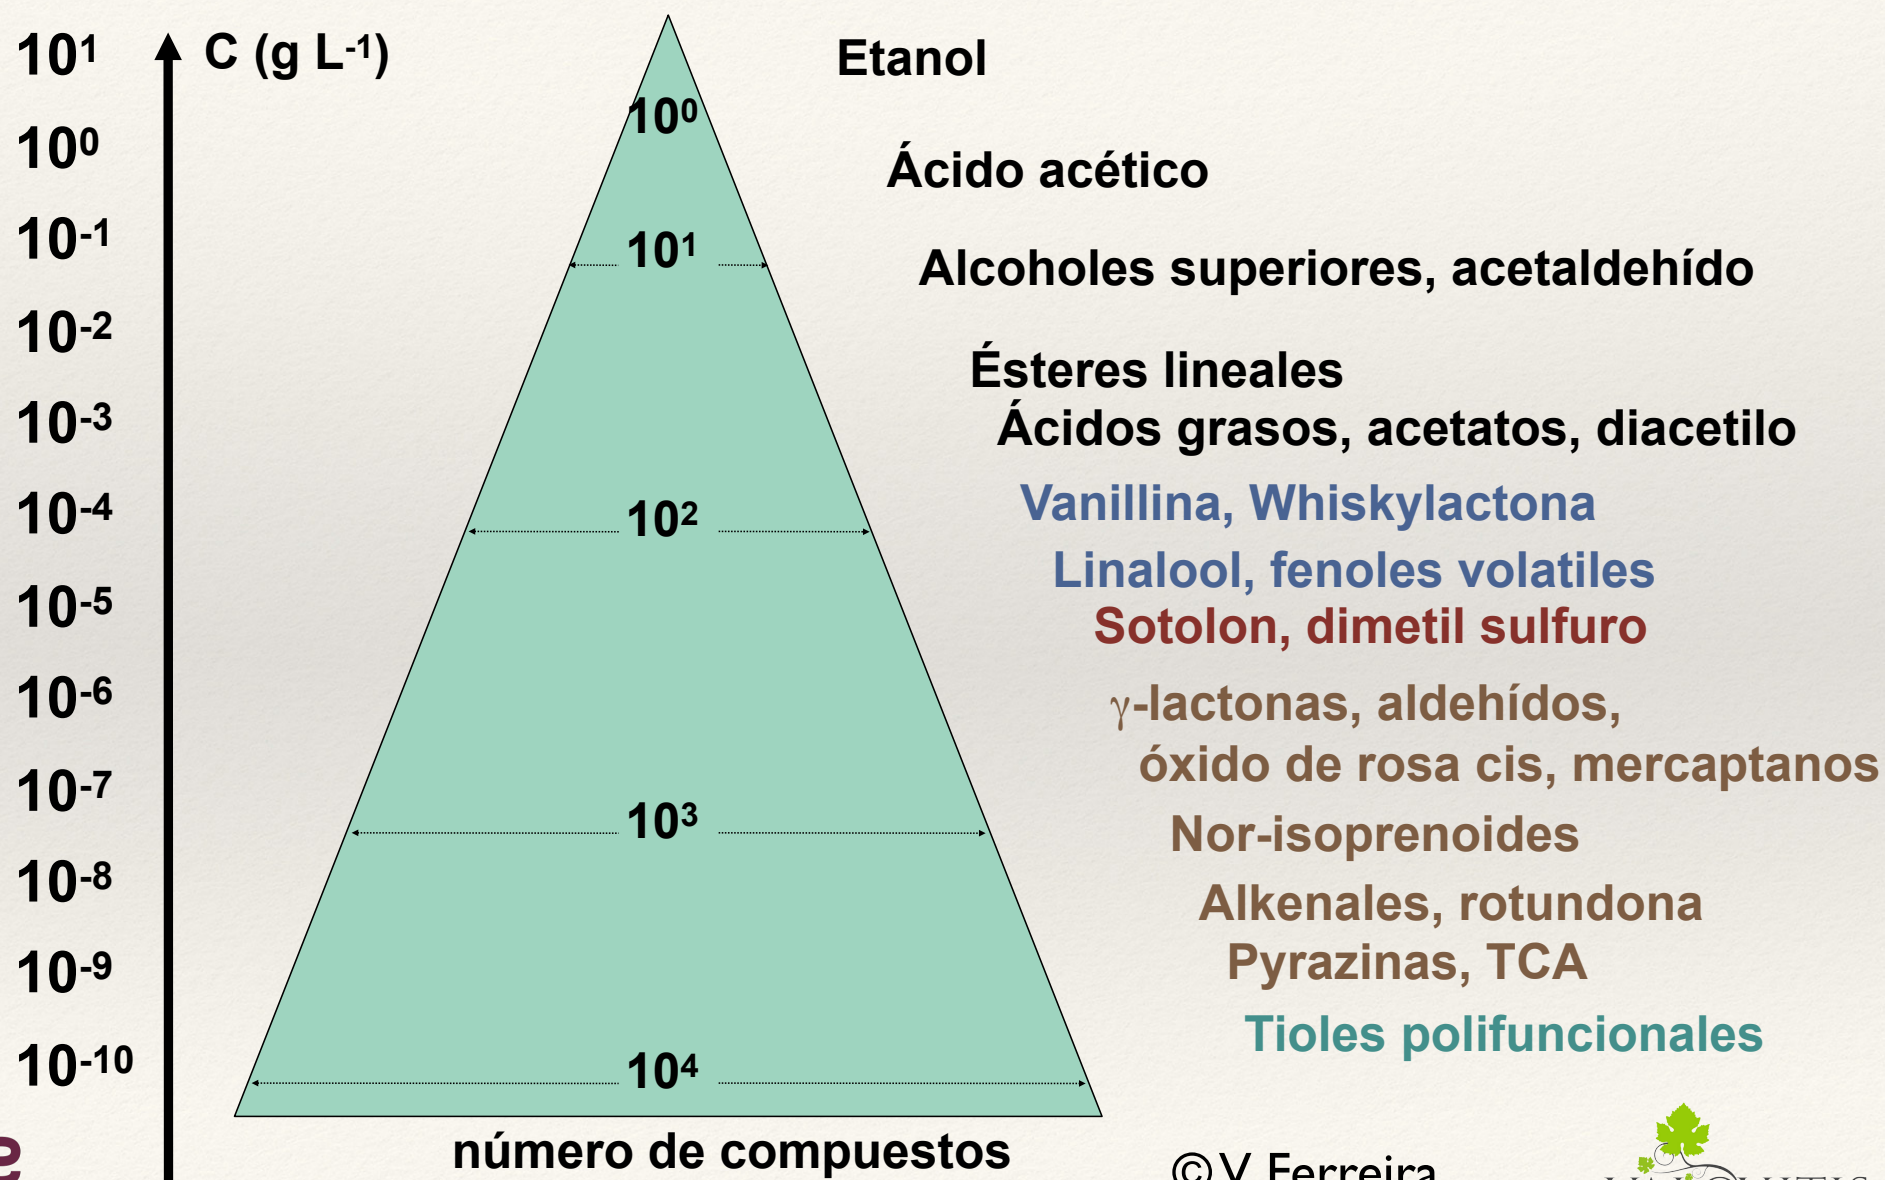 10¹
C (g L⁻¹)
Etanol
10⁰
10⁰
Ácido acético
10⁻¹
10¹
Alcoholes superiores, acetaldehído
10⁻²
Ésteres lineales
10⁻³
Ácidos grasos, acetatos, diacetilo
10⁻⁴
10²
Vanillina, Whiskylactona
Linalool, fenoles volatiles
10⁻⁵
Sotolon, dimetil sulfuro
10⁻⁶
γ-lactonas, aldehídos,
óxido de rosa cis, mercaptanos
10⁻⁷
10³
Nor-isoprenoides
10⁻⁸
Alkenales, rotundona
10⁻⁹
Pyrazinas, TCA
Tioles polifuncionales
10⁻¹⁰
10⁴
número de compuestos
© V. Ferreira